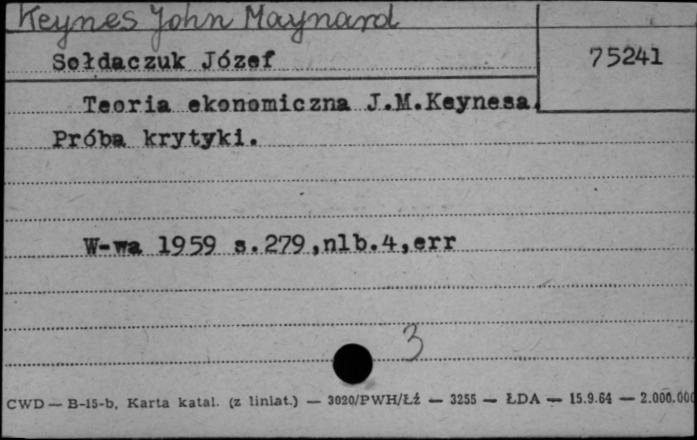 Keynes John Maynard
Sołdaczuk Józef
75241
Teoria ekonomiczna J.M.Keynesa.
Próba krytyki.
W-wa 1959 s.279,nlb.4,err
3
CWD — B-15-b, Karta katal. (z liniat.) — 3020/PWH/Łź — 3255 — ŁDA — 15.9.64 — 2.000.000